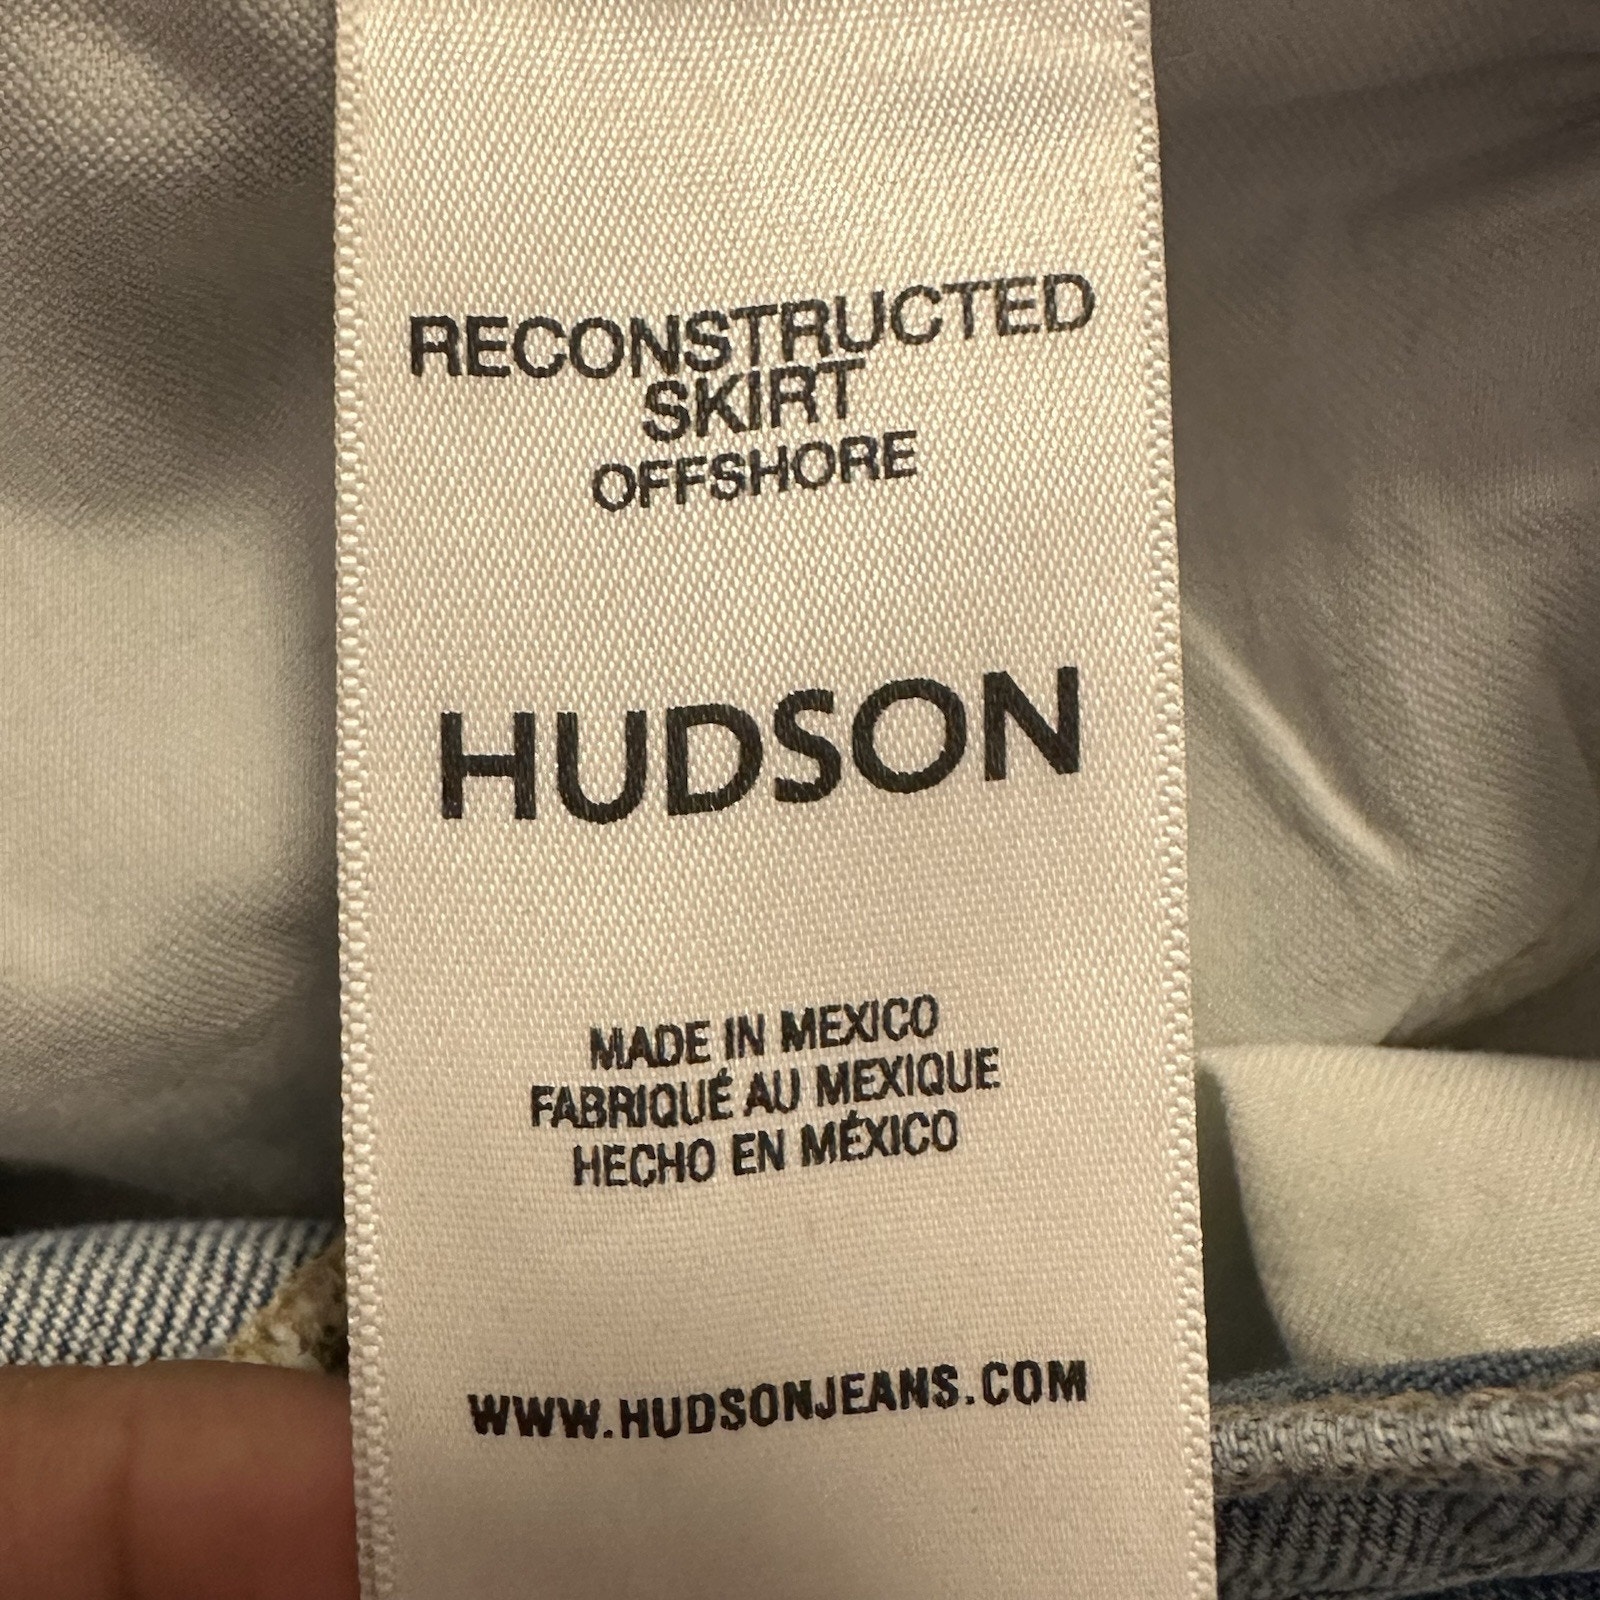 RECONSTRUCTED
SKIRT
OFFSHORE
HUDSON
MADE IN MEXICO
FABRIQUÉ AU MEXIQUE
HECHO EN MÉXICO
WWW.HUDSONJEANS.COM